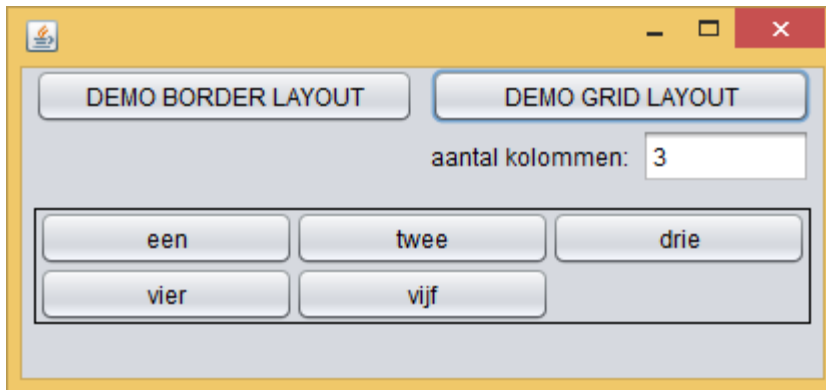 DEMO BORDER LAYOUT DEMO GRID LAYOUT
aantal kolommen: 3
een twee drie
vier vijf